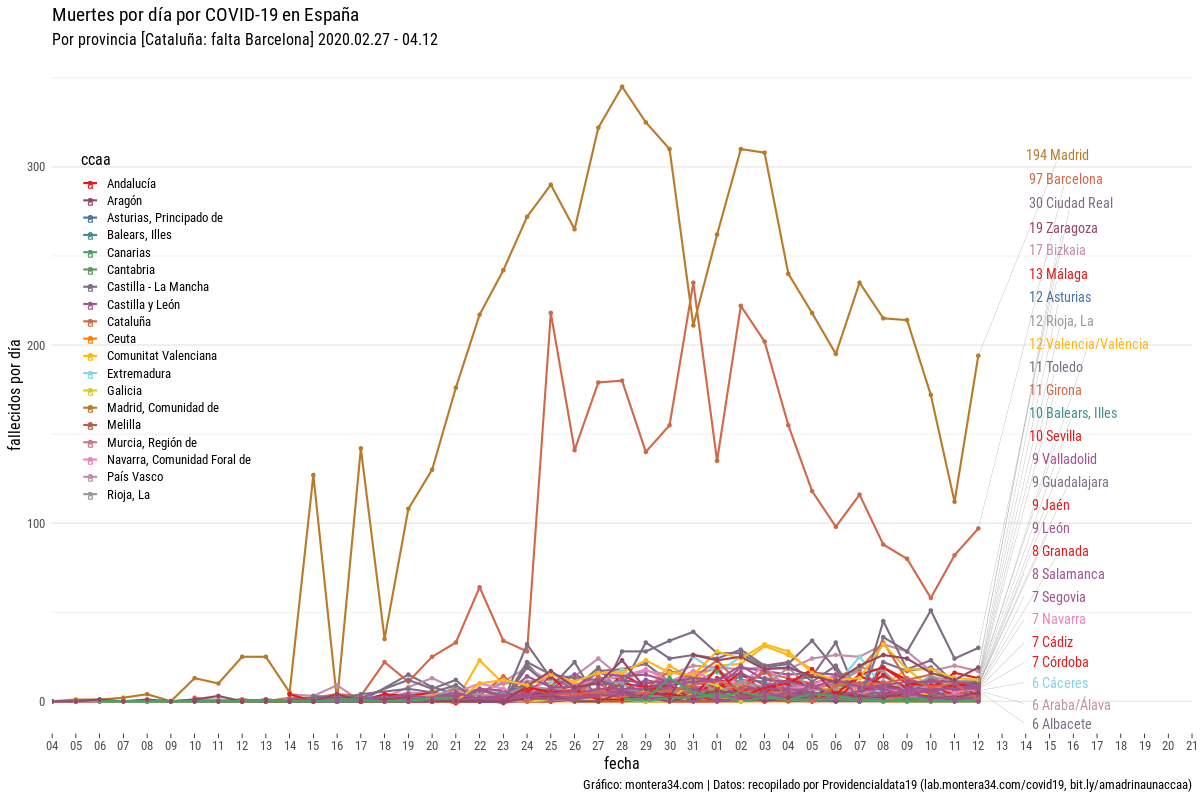 Muertes por día por COVID-19 en España
Por provincia [Cataluña: falta Barcelona] 2020.02.27 - 04.12
fallecidos por día
300
200
100
0
ccaa
Andalucía
Aragón
Asturias, Principado de
Balears, Illes
Canarias
Cantabria
Castilla - La Mancha
Castilla y León
Cataluña
Ceuta
Comunitat Valenciana
Extremadura
Galicia
Madrid, Comunidad de
Melilla
Murcia, Región de
Navarra, Comunidad Foral de
País Vasco
Rioja, La
194 Madrid
97 Barcelona
30 Ciudad Real
19 Zaragoza
17 Bizkaia
13 Málaga
12 Asturias
12 Rioja, La
12 Valencia/València
11 Toledo
11 Girona
10 Balears, Illes
10 Sevilla
9 Valladolid
9 Guadalajara
9 Jaén
9 León
8 Granada
8 Salamanca
7 Segovia
7 Navarra
7 Cádiz
7 Córdoba
6 Cáceres
6 Araba/Álava
6 Albacete
04 05 06 07 08 09 10 11 12 13 14 15 16 17 18 19 20 21 22 23 24 25 26 27 28 29 30 31 01 02 03 04 05 06 07 08 09 10 11 12 13 14 15 16 17 18 19 20 21
fecha
Gráfico: montera34.com | Datos: recopilado por Providencialdata19 (lab.montera34.com/covid19, bit.ly/amadrinaunaccaa)